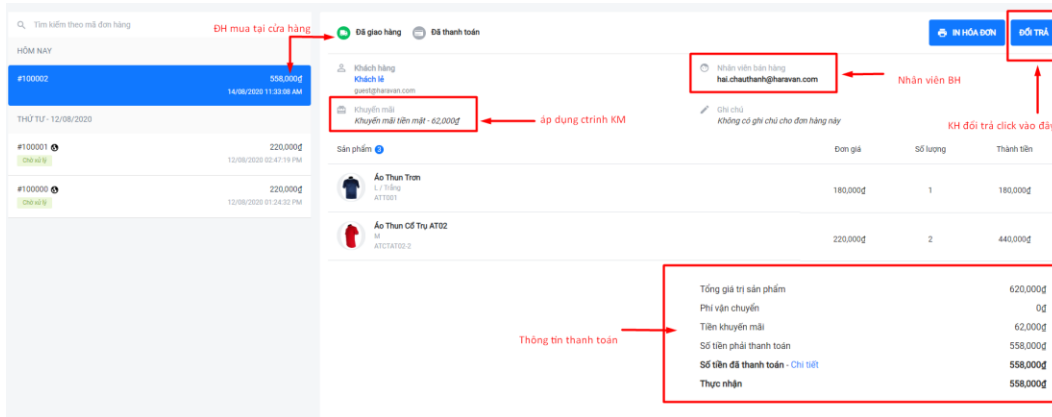 Tìm kiếm theo mã đơn hàng
HÔM NAY
#100002 558,000₫
14/08/2020 11:33:08 AM
THỨ TƯ - 12/08/2020
#100001 220,000₫
Chờ xử lý 12/08/2020 02:47:19 PM
#100000 220,000₫
Chờ xử lý 12/08/2020 01:24:32 PM
ĐH mua tại cửa hàng
Đã giao hàng Đã thanh toán
IN HÓA ĐƠN ĐỔI TRẢ
Khách hàng
Khách lẻ
guest@haravan.com
Nhân viên bán hàng
hai.chauthanh@haravan.com
Nhân viên BH
Khuyến mãi
Khuyến mãi tiền mặt - 62,000₫
áp dụng ctrinh KM
Ghi chú
Không có ghi chú cho đơn hàng này
KH đổi trả click vào đây
Sản phẩm 3 Đơn giá Số lượng Thành tiền
Áo Thun Trơn
L / Trắng
ATT001
180,000₫ 1 180,000₫
Áo Thun Cổ Trụ AT02
M
ATCTAT02-2
220,000₫ 2 440,000₫
Thông tin thanh toán
Tổng giá trị sản phẩm 620,000₫
Phí vận chuyển 0₫
Tiền khuyến mãi 62,000₫
Số tiền phải thanh toán 558,000₫
Số tiền đã thanh toán - Chi tiết 558,000₫
Thực nhận 558,000₫